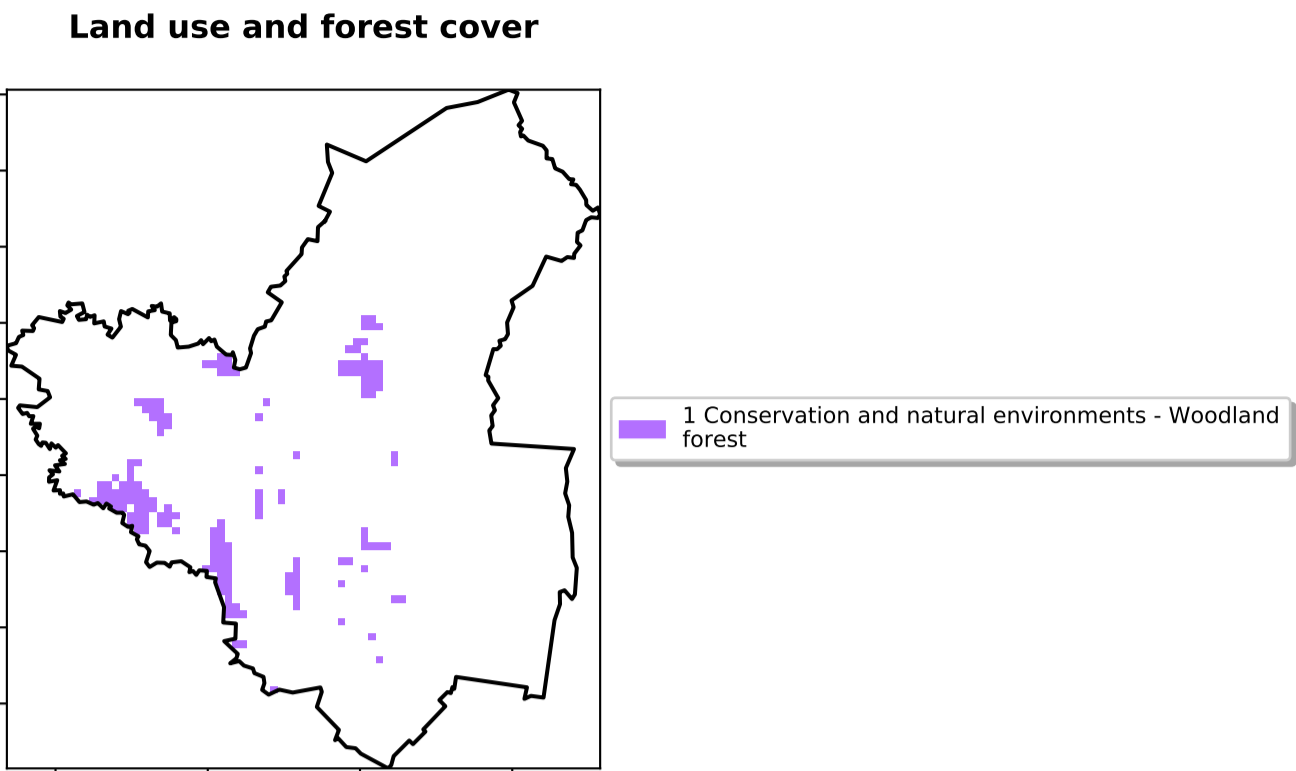 Land use and forest cover
1 Conservation and natural environments - Woodland
forest